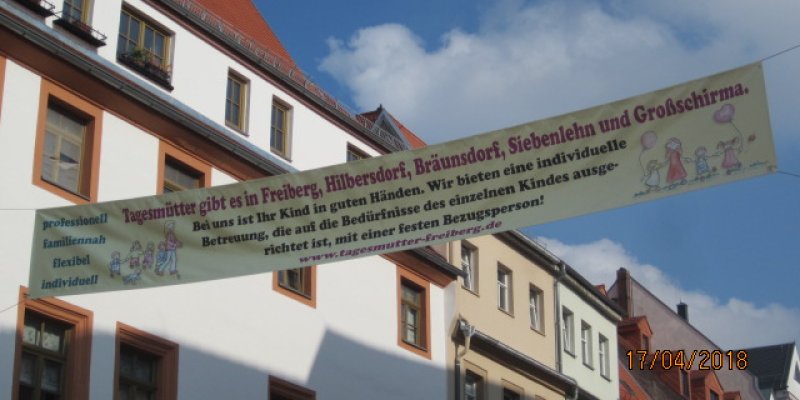 professionell
familiennah
flexibel
individuell
Tagesmütter gibt es in Freiberg, Hilbersdorf, Bräunsdorf, Siebenlehn und Großschirma.
Bei uns ist Ihr Kind in guten Händen. Wir bieten eine individuelle
Betreuung, die auf die Bedürfnisse des einzelnen Kindes ausge-
richtet ist, mit einer festen Bezugsperson!
www.tagesmutter-freiberg.de
17/04/2018